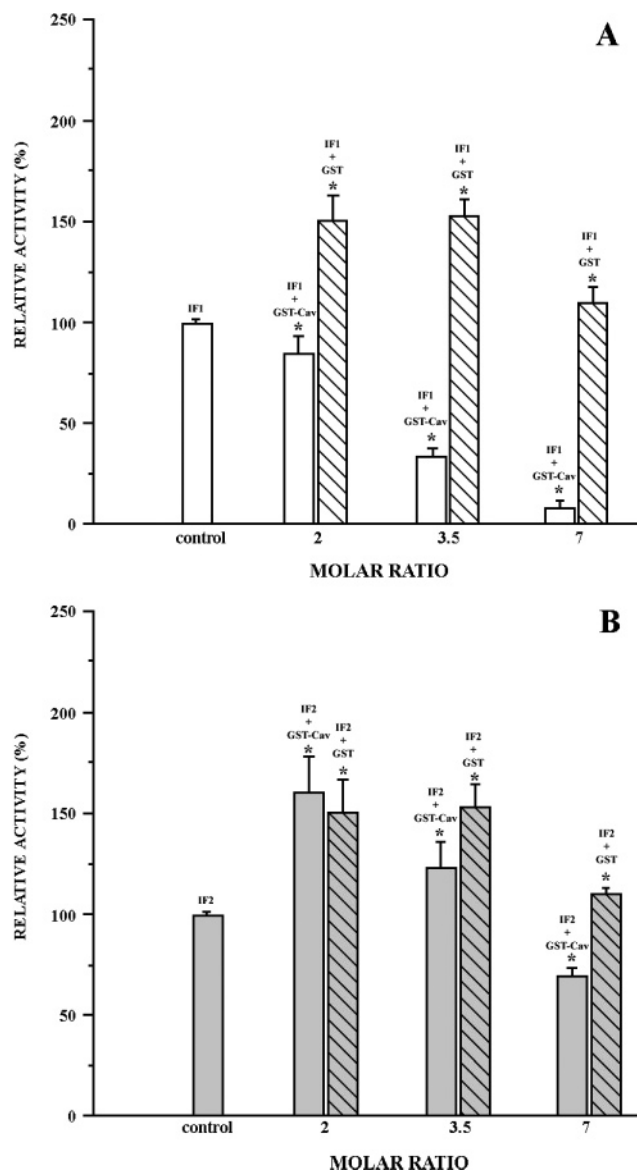 A
250
200
150
100
50
0
RELATIVE ACTIVITY (%)
IF1
IF1
+
GST-Cav
*
IF1
+
GST
*
IF1
+
GST-Cav
*
IF1
+
GST
*
IF1
+
GST-Cav
*
IF1
+
GST
*
control 2 3.5 7
MOLAR RATIO
B
250
200
150
100
50
0
RELATIVE ACTIVITY (%)
IF2
IF2
+
GST-Cav
*
IF2
+
GST
*
IF2
+
GST-Cav
*
IF2
+
GST
*
IF2
+
GST-Cav
*
IF2
+
GST
*
control 2 3.5 7
MOLAR RATIO